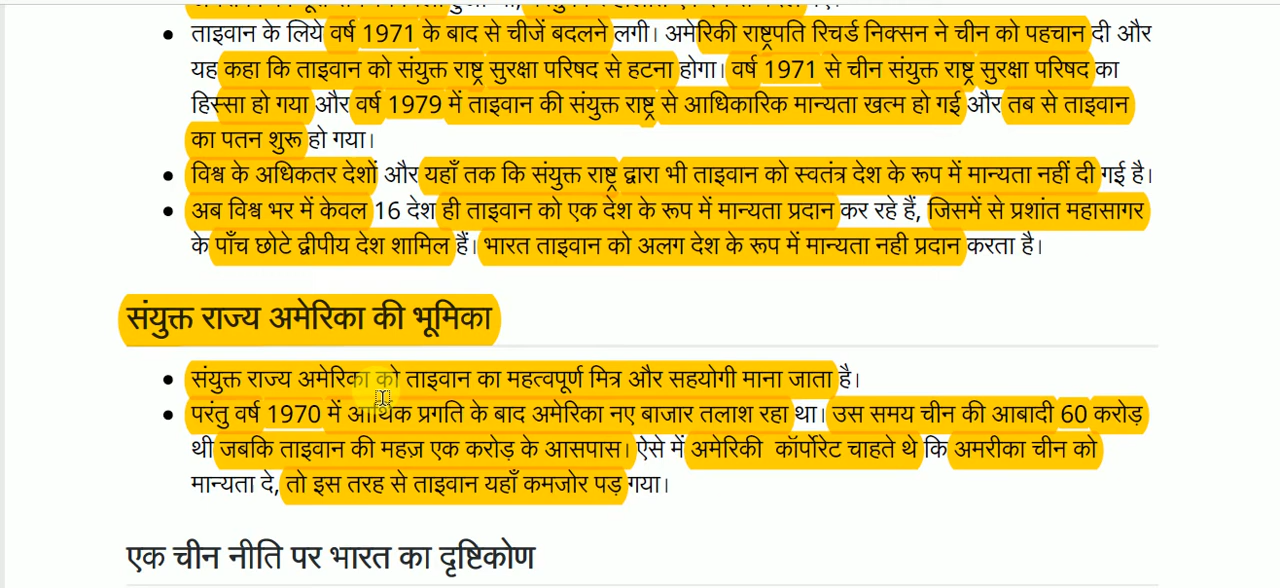 ताइवान के लिये वर्ष 1971 के बाद से चीजें बदलने लगी। अमेरिकी राष्ट्रपति रिचर्ड निक्सन ने चीन को पहचान दी और
यह कहा कि ताइवान को संयुक्त राष्ट्र सुरक्षा परिषद से हटना होगा। वर्ष 1971 से चीन संयुक्त राष्ट्र सुरक्षा परिषद का
हिस्सा हो गया और वर्ष 1979 में ताइवान की संयुक्त राष्ट्र से आधिकारिक मान्यता खत्म हो गई और तब से ताइवान
का पतन शुरू हो गया।
विश्व के अधिकतर देशों और यहाँ तक कि संयुक्त राष्ट्र द्वारा भी ताइवान को स्वतंत्र देश के रूप में मान्यता नहीं दी गई है।
अब विश्व भर में केवल 16 देश ही ताइवान को एक देश के रूप में मान्यता प्रदान कर रहे हैं, जिसमें से प्रशांत महासागर
के पाँच छोटे द्वीपीय देश शामिल हैं। भारत ताइवान को अलग देश के रूप में मान्यता नही प्रदान करता है।
संयुक्त राज्य अमेरिका की भूमिका
संयुक्त राज्य अमेरिका को ताइवान का महत्वपूर्ण मित्र और सहयोगी माना जाता है।
परंतु वर्ष 1970 में आर्थिक प्रगति के बाद अमेरिका नए बाजार तलाश रहा था। उस समय चीन की आबादी 60 करोड़
थी जबकि ताइवान की महज़ एक करोड़ के आसपास। ऐसे में अमेरिकी कॉर्पोरेट चाहते थे कि अमरीका चीन को
मान्यता दे, तो इस तरह से ताइवान यहाँ कमजोर पड़ गया।
एक चीन नीति पर भारत का दृष्टिकोण